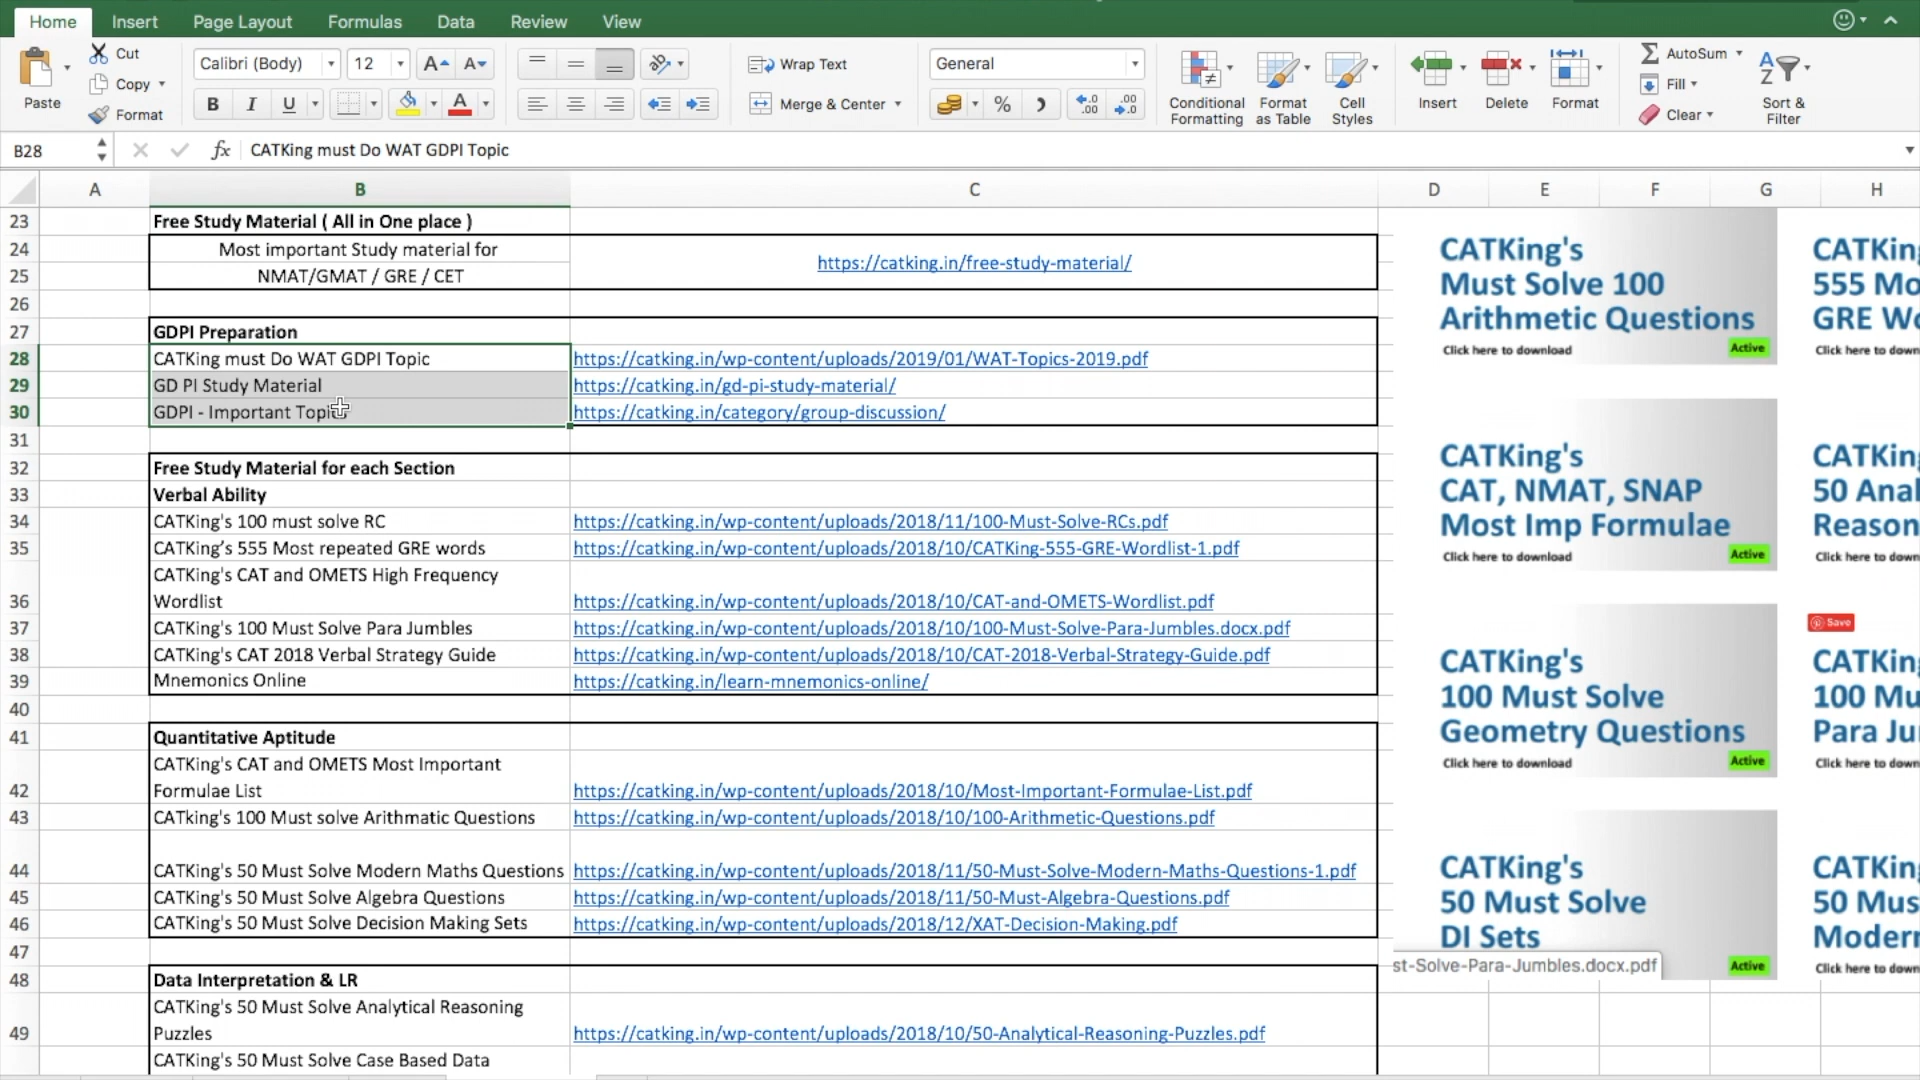 Home Insert Page Layout Formulas Data Review View
Paste
Cut
Copy
Format
Calibri (Body) 12 A A
B I U A
Wrap Text
Merge & Center
General
%
.0 .00
.00 .0
Conditional Formatting
Format as Table
Cell Styles
Insert
Delete
Format
AutoSum
Fill
Clear
A Z
Sort & Filter
B28 fx CATKing must Do WAT GDPI Topic
A B C D E F G H
23 Free Study Material ( All in One place )
24 Most important Study material for
https://catking.in/free-study-material/
25 NMAT/GMAT / GRE / CET
26
27 GDPI Preparation
28 CATKing must Do WAT GDPI Topic https://catking.in/wp-content/uploads/2019/01/WAT-Topics-2019.pdf
29 GD PI Study Material https://catking.in/gd-pi-study-material/
30 GDPI - Important https://catking.in/category/group-discussion/
31
32 Free Study Material for each Section
33 Verbal Ability
34 CATKing's 100 must solve RC https://catking.in/wp-content/uploads/2018/11/100-Must-Solve-RCs.pdf
35 CATKing’s 555 Most repeated GRE words https://catking.in/wp-content/uploads/2018/10/CATKing-555-GRE-Wordlist-1.pdf
CATKing's CAT and OMETS High Frequency
36 Wordlist https://catking.in/wp-content/uploads/2018/10/CAT-and-OMETS-Wordlist.pdf
37 CATKing's 100 Must Solve Para Jumbles https://catking.in/wp-content/uploads/2018/10/100-Must-Solve-Para-Jumbles.docx.pdf
38 CATKing's CAT 2018 Verbal Strategy Guide https://catking.in/wp-content/uploads/2018/10/CAT-2018-Verbal-Strategy-Guide.pdf
39 Mnemonics Online https://catking.in/learn-mnemonics-online/
40
41 Quantitative Aptitude
CATKing's CAT and OMETS Most Important
42 Formulae List https://catking.in/wp-content/uploads/2018/10/Most-Important-Formulae-List.pdf
43 CATking's 100 Must solve Arithmatic Questions https://catking.in/wp-content/uploads/2018/10/100-Arithmetic-Questions.pdf
44 CATKing's 50 Must Solve Modern Maths Questions https://catking.in/wp-content/uploads/2018/11/50-Must-Solve-Modern-Maths-Questions-1.pdf
45 CATKing's 50 Must Solve Algebra Questions https://catking.in/wp-content/uploads/2018/11/50-Must-Algebra-Questions.pdf
46 CATKing's 50 Must Solve Decision Making Sets https://catking.in/wp-content/uploads/2018/12/XAT-Decision-Making.pdf
47
48 Data Interpretation & LR
CATKing's 50 Must Solve Analytical Reasoning
49 Puzzles https://catking.in/wp-content/uploads/2018/10/50-Analytical-Reasoning-Puzzles.pdf
CATKing's 50 Must Solve Case Based Data
CATKing's
Must Solve 100
Arithmetic Questions
Click here to download Active
CATKing's
CAT, NMAT, SNAP
Most Imp Formulae
Click here to download Active
CATKing's
100 Must Solve
Geometry Questions
Click here to download Active
CATKing's
50 Must Solve
DI Sets
st-Solve-Para-Jumbles.docx.pdf Active
CATKing
555 Mo
GRE Wo
Click here to down
CATKing
50 Anal
Reason
Click here to down
Save
CATKing
100 Mu
Para Ju
Click here to down
CATKing
50 Mus
Modern
Click here to down